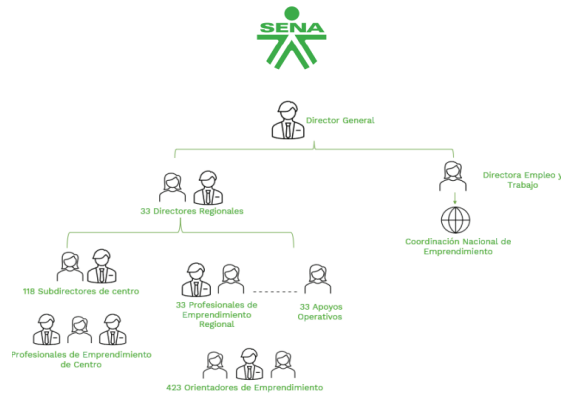 SENA
Director General
Directora Empleo y
Trabajo
33 Directores Regionales
Coordinación Nacional de
Emprendimiento
118 Subdirectores de centro
33 Profesionales de
Emprendimiento
Regional
33 Apoyos
Operativos
Profesionales de Emprendimiento
de Centro
423 Orientadores de Emprendimiento